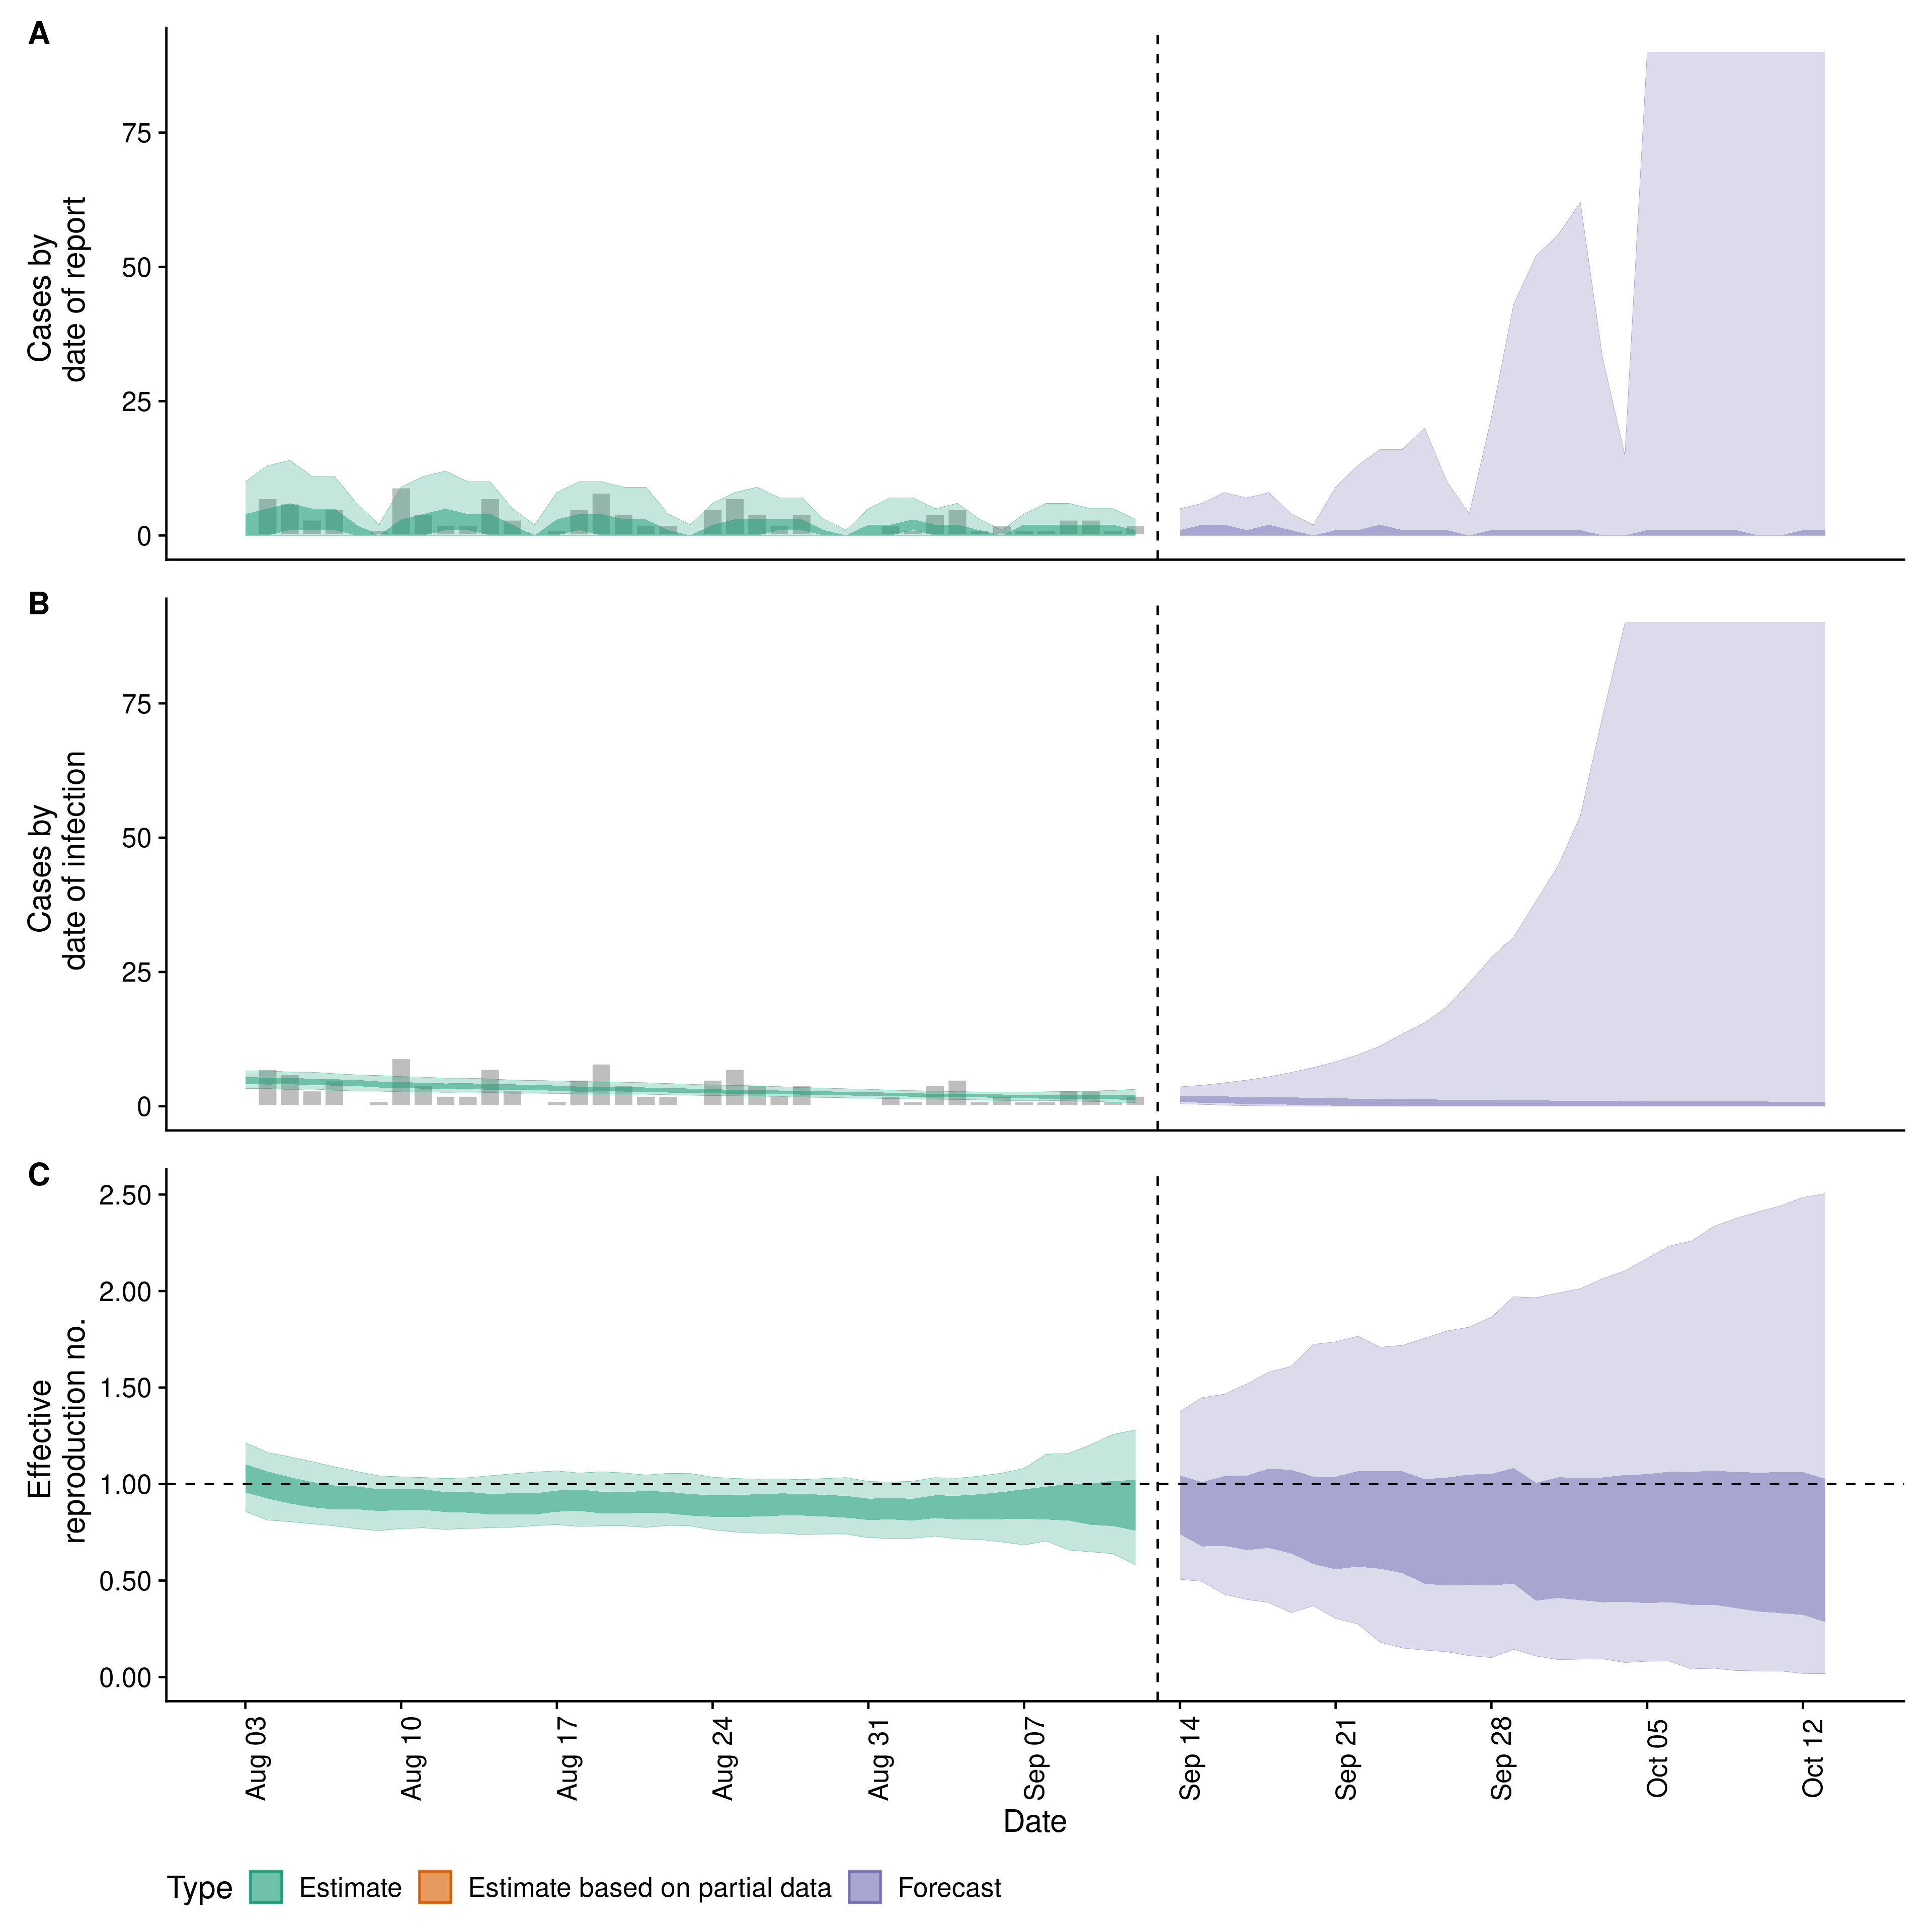 A
Cases by
date of report
75
50
25
0
B
Cases by
date of infection
75
50
25
0
C
Effective
reproduction no.
2.50
2.00
1.50
1.00
0.50
0.00
Aug 03
Aug 10
Aug 17
Aug 24
Aug 31
Sep 07
Sep 14
Sep 21
Sep 28
Oct 05
Oct 12
Date
Type Estimate Estimate based on partial data Forecast